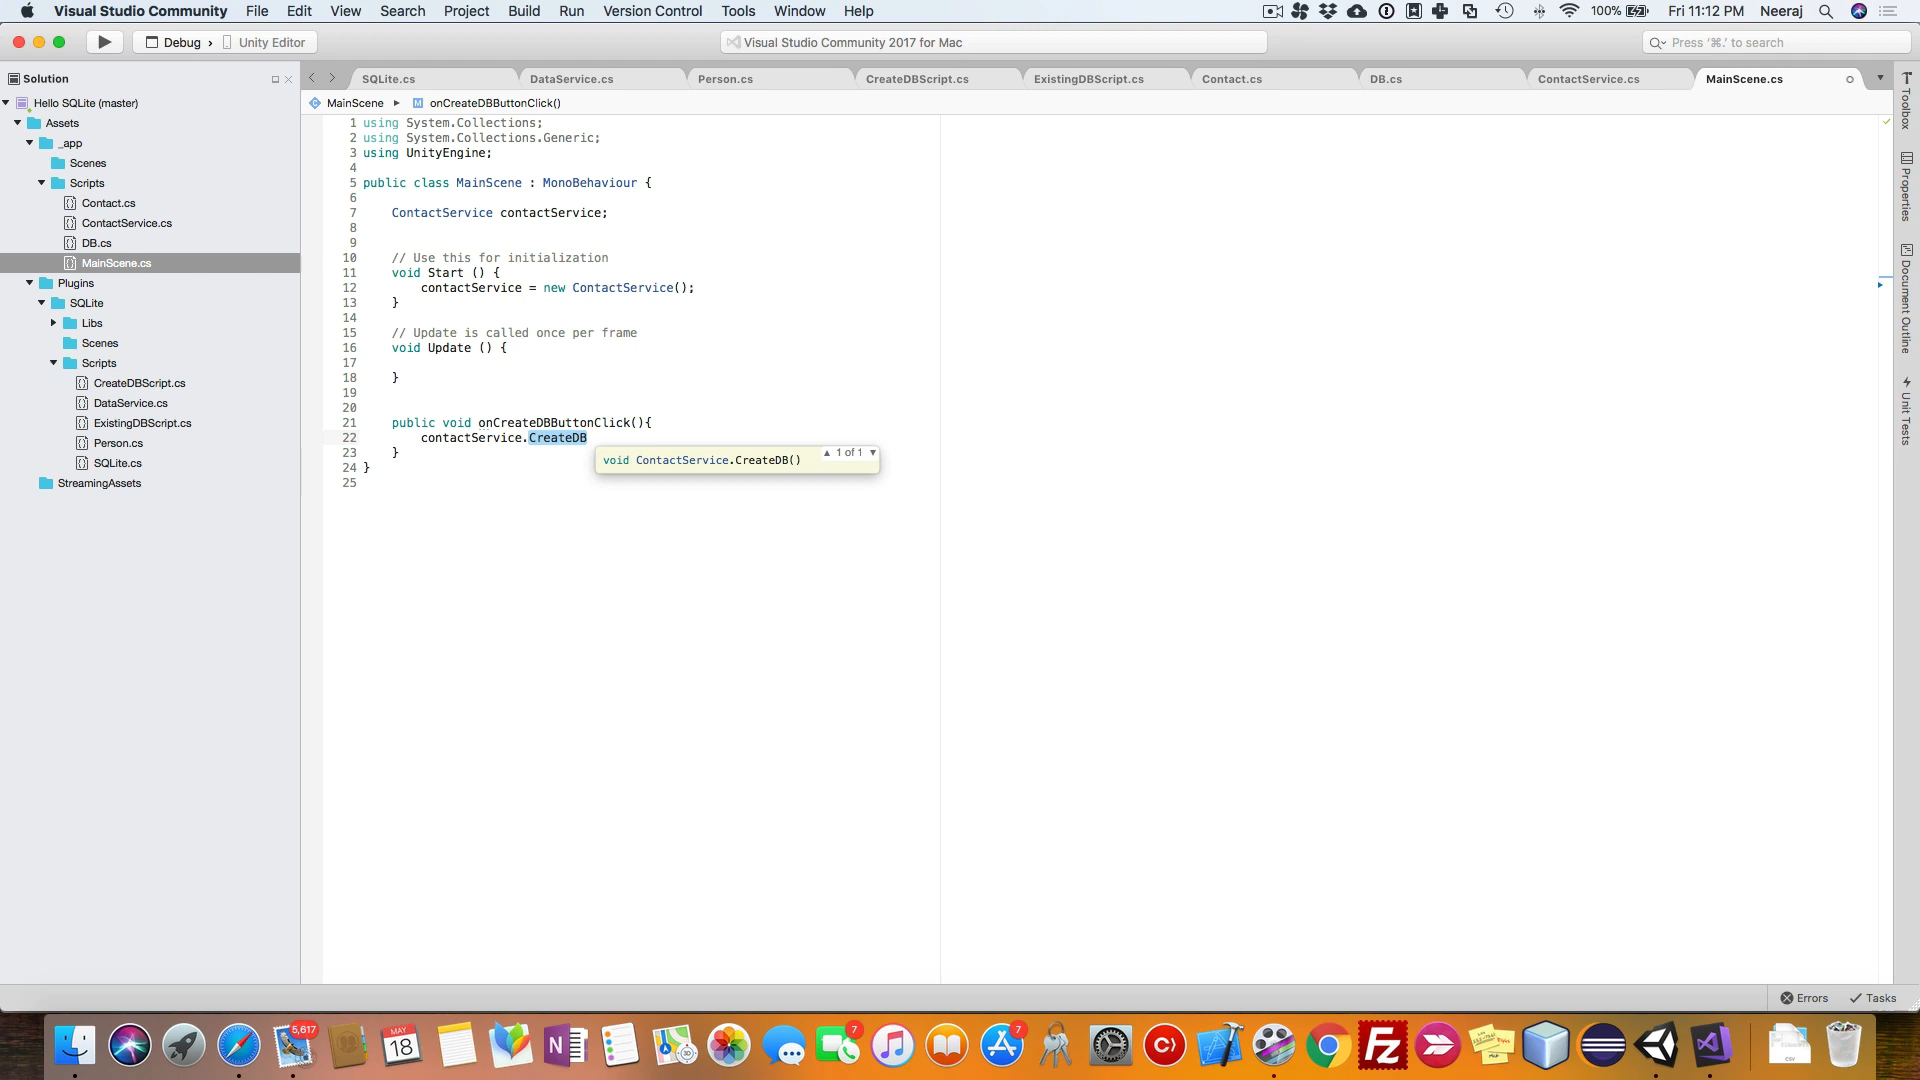 Visual Studio Community File Edit View Search Project Build Run Version Control Tools Window Help 100% Fri 11:12 PM Neeraj
Debug › Unity Editor Visual Studio Community 2017 for Mac Press ‘⌘.’ to search
Solution SQLite.cs DataService.cs Person.cs CreateDBScript.cs ExistingDBScript.cs Contact.cs DB.cs ContactService.cs MainScene.cs
MainScene onCreateDBButtonClick()
Hello SQLite (master)
Assets
_app
Scenes
Scripts
Contact.cs
ContactService.cs
DB.cs
MainScene.cs
Plugins
SQLite
Libs
Scenes
Scripts
CreateDBScript.cs
DataService.cs
ExistingDBScript.cs
Person.cs
SQLite.cs
StreamingAssets
1 using System.Collections;
2 using System.Collections.Generic;
3 using UnityEngine;
4
5 public class MainScene : MonoBehaviour {
6
7 ContactService contactService;
8
9
10 // Use this for initialization
11 void Start () {
12 contactService = new ContactService();
13 }
14
15 // Update is called once per frame
16 void Update () {
17
18 }
19
20
21 public void onCreateDBButtonClick(){
22 contactService.CreateDB
23 }
24 }
25
void ContactService.CreateDB() 1 of 1
Toolbox
Properties
Document Outline
Unit Tests
Errors Tasks
5,617
MAY
18
3D
7
7
CSV